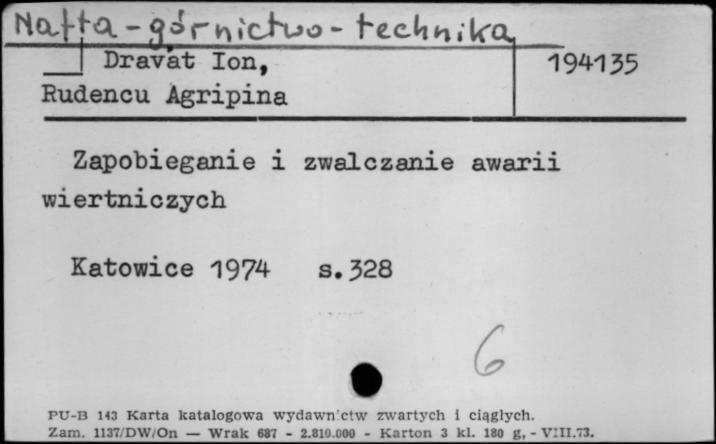 Nafta - górnictwo - technika
Dravát Ion, 194135
Rudencu Agripina
Zapobieganie i zwalczanie awarii
wiertniczych
Katowice 1974 s. 328
6
PU-B 143 Karta katalogowa wydawnictw zwartych i ciągłych.
Zam. 1137/DW/On — Wrak 687 - 2.810.000 - Karton 3 kl. 180 g, - VIII.73.